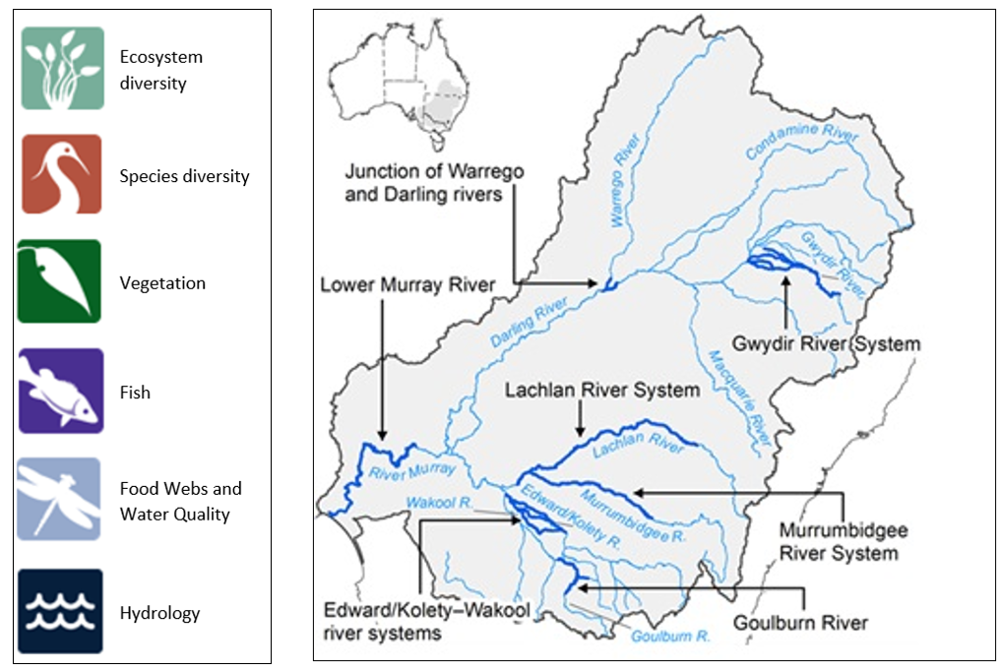 Ecosystem
diversity
Species diversity
Vegetation
Fish
Food Webs and
Water Quality
Hydrology
Junction of Warrego
and Darling rivers
Warrego River
Condamine River
Lower Murray River
Gwydir River
Darling River
Gwydir River System
Macquarie River
Lachlan River System
Lachlan River
River Murray
Wakool R.
Edward/Kolety R.
Murrumbidgee R.
Murrumbidgee
River System
Edward/Kolety–Wakool
river systems
Goulburn River
Goulburn R.